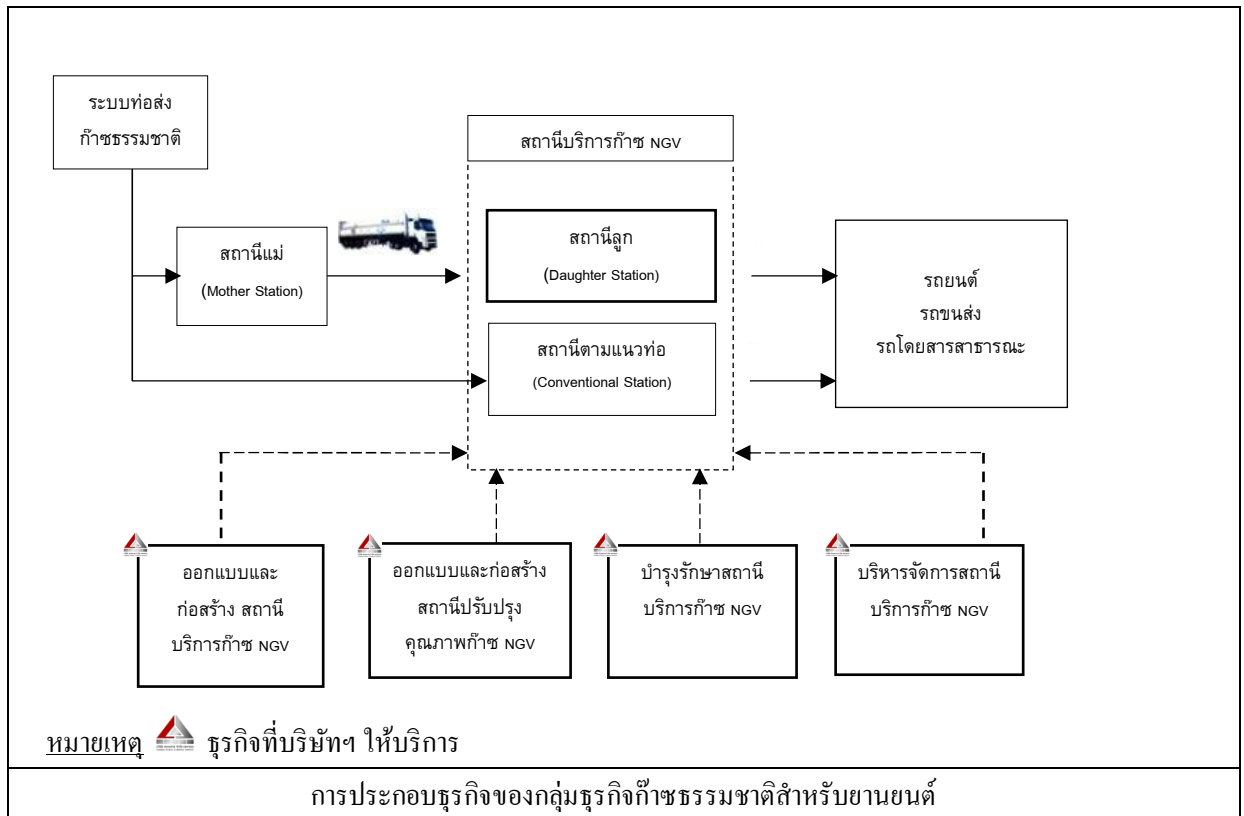 ระบบท่อส่ง
ก๊าซธรรมชาติ
สถานีบริการก๊าซ NGV
สถานีแม่
(Mother Station)
สถานีลูก
(Daughter Station)
สถานีตามแนวท่อ
(Conventional Station)
รถยนต์
รถขนส่ง
รถโดยสารสาธารณะ
ออกแบบและ
ก่อสร้าง สถานี
บริการก๊าซ NGV
ออกแบบและก่อสร้าง
สถานีปรับปรุง
คุณภาพก๊าซ NGV
บำรุงรักษาสถานี
บริการก๊าซ NGV
บริหารจัดการสถานี
บริการก๊าซ NGV
หมายเหตุ ธุรกิจที่บริษัทฯ ให้บริการ
การประกอบธุรกิจของกลุ่มธุรกิจก๊าซธรรมชาติสำหรับยานยนต์